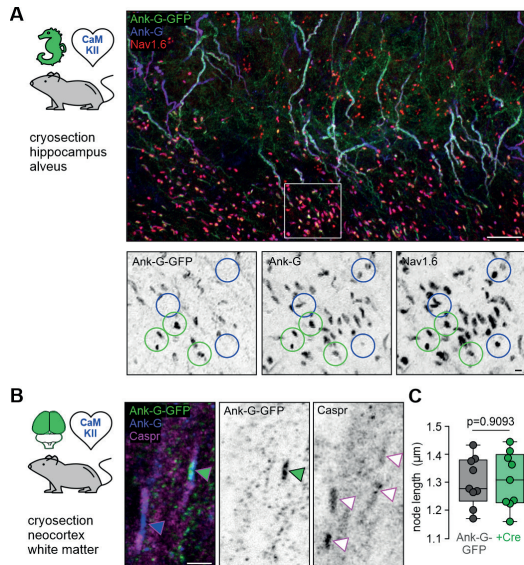 A
CaM
KII
cryosection
hippocampus
alveus
Ank-G-GFP
Ank-G
Nav1.6
Ank-G-GFP
Ank-G
Nav1.6
B
CaM
KII
cryosection
neocortex
white matter
Ank-G-GFP
Ank-G
Caspr
Ank-G-GFP
Caspr
C
p=0.9093
node length (µm)
1.5
1.4
1.3
1.2
1.1
Ank-G-
GFP
+Cre